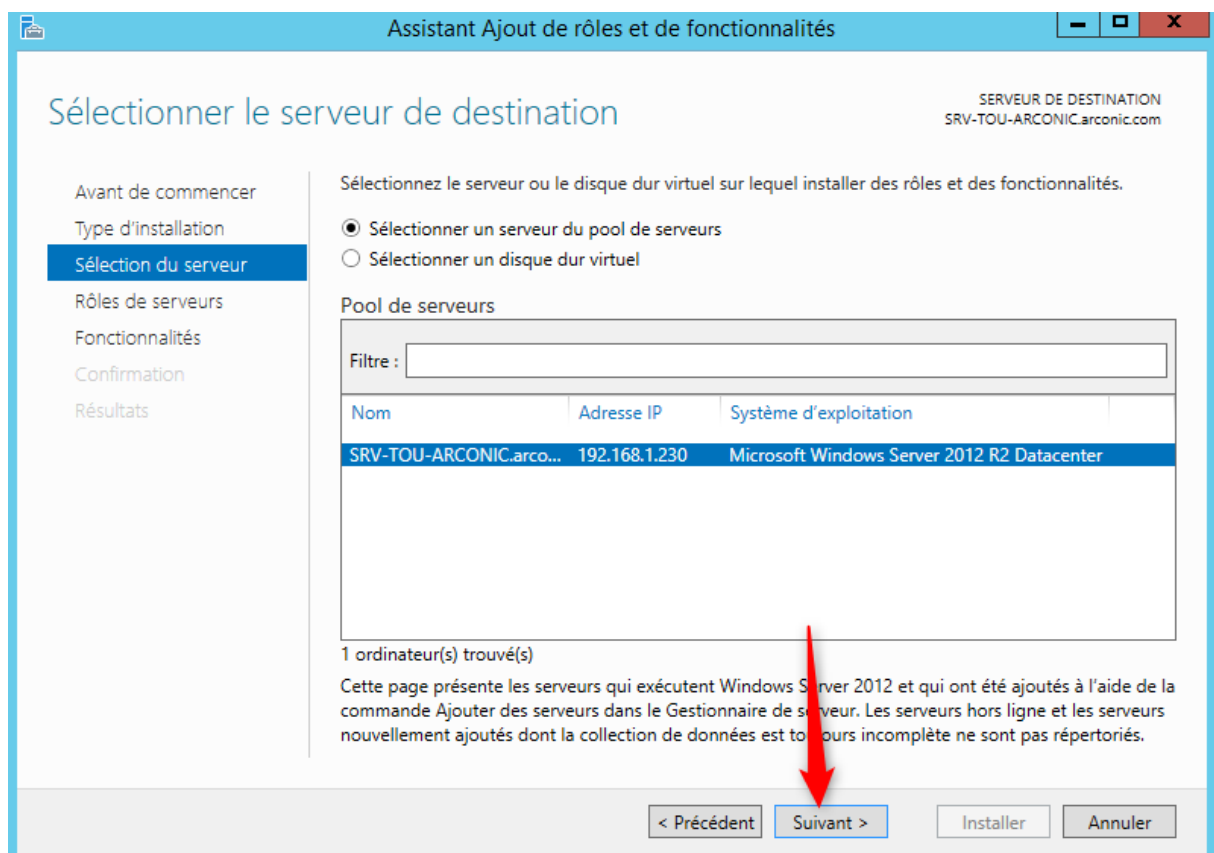 Assistant Ajout de rôles et de fonctionnalités
Sélectionner le serveur de destination
SERVEUR DE DESTINATION
SRV-TOU-ARCONIC.arconic.com
Avant de commencer
Type d'installation
Sélection du serveur
Rôles de serveurs
Fonctionnalités
Confirmation
Résultats
Sélectionnez le serveur ou le disque dur virtuel sur lequel installer des rôles et des fonctionnalités.
Sélectionner un serveur du pool de serveurs
Sélectionner un disque dur virtuel
Pool de serveurs
Filtre :
Nom Adresse IP Système d'exploitation
SRV-TOU-ARCONIC.arco... 192.168.1.230 Microsoft Windows Server 2012 R2 Datacenter
1 ordinateur(s) trouvé(s)
Cette page présente les serveurs qui exécutent Windows Server 2012 et qui ont été ajoutés à l'aide de la
commande Ajouter des serveurs dans le Gestionnaire de serveur. Les serveurs hors ligne et les serveurs
nouvellement ajoutés dont la collection de données est toujours incomplète ne sont pas répertoriés.
< Précédent Suivant > Installer Annuler